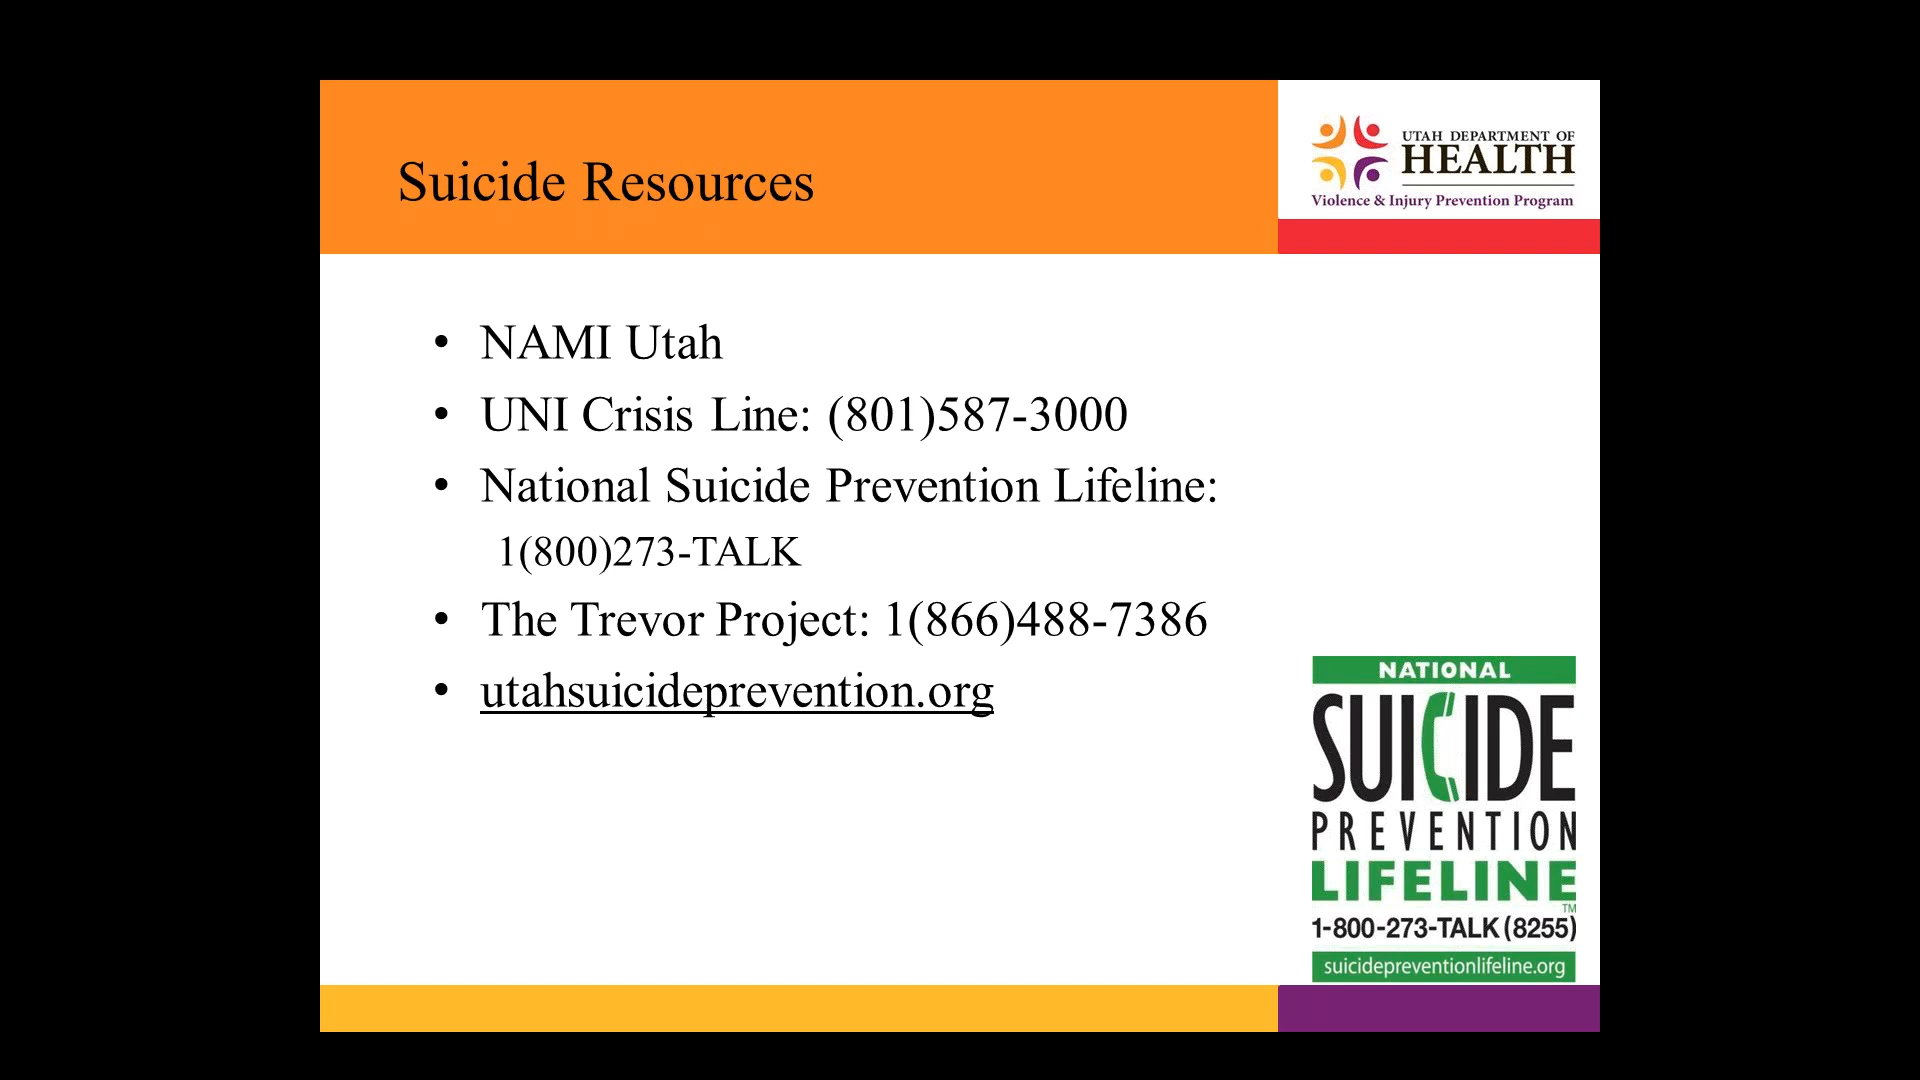 Suicide Resources
UTAH DEPARTMENT OF
HEALTH
Violence & Injury Prevention Program
• NAMI Utah
• UNI Crisis Line: (801)587-3000
• National Suicide Prevention Lifeline:
1(800)273-TALK
• The Trevor Project: 1(866)488-7386
• utahsuicideprevention.org
NATIONAL
SUICIDE
PREVENTION
LIFELINE
TM
1-800-273-TALK (8255)
suicidepreventionlifeline.org